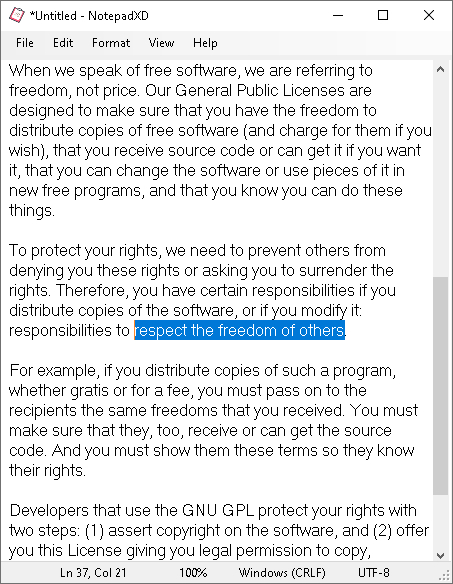 *Untitled - NotepadXD
File Edit Format View Help
When we speak of free software, we are referring to
freedom, not price. Our General Public Licenses are
designed to make sure that you have the freedom to
distribute copies of free software (and charge for them if you
wish), that you receive source code or can get it if you want
it, that you can change the software or use pieces of it in
new free programs, and that you know you can do these
things.
To protect your rights, we need to prevent others from
denying you these rights or asking you to surrender the
rights. Therefore, you have certain responsibilities if you
distribute copies of the software, or if you modify it:
responsibilities to respect the freedom of others.
For example, if you distribute copies of such a program,
whether gratis or for a fee, you must pass on to the
recipients the same freedoms that you received. You must
make sure that they, too, receive or can get the source
code. And you must show them these terms so they know
their rights.
Developers that use the GNU GPL protect your rights with
two steps: (1) assert copyright on the software, and (2) offer
you this License giving you legal permission to copy,
Ln 37, Col 21 100% Windows (CRLF) UTF-8